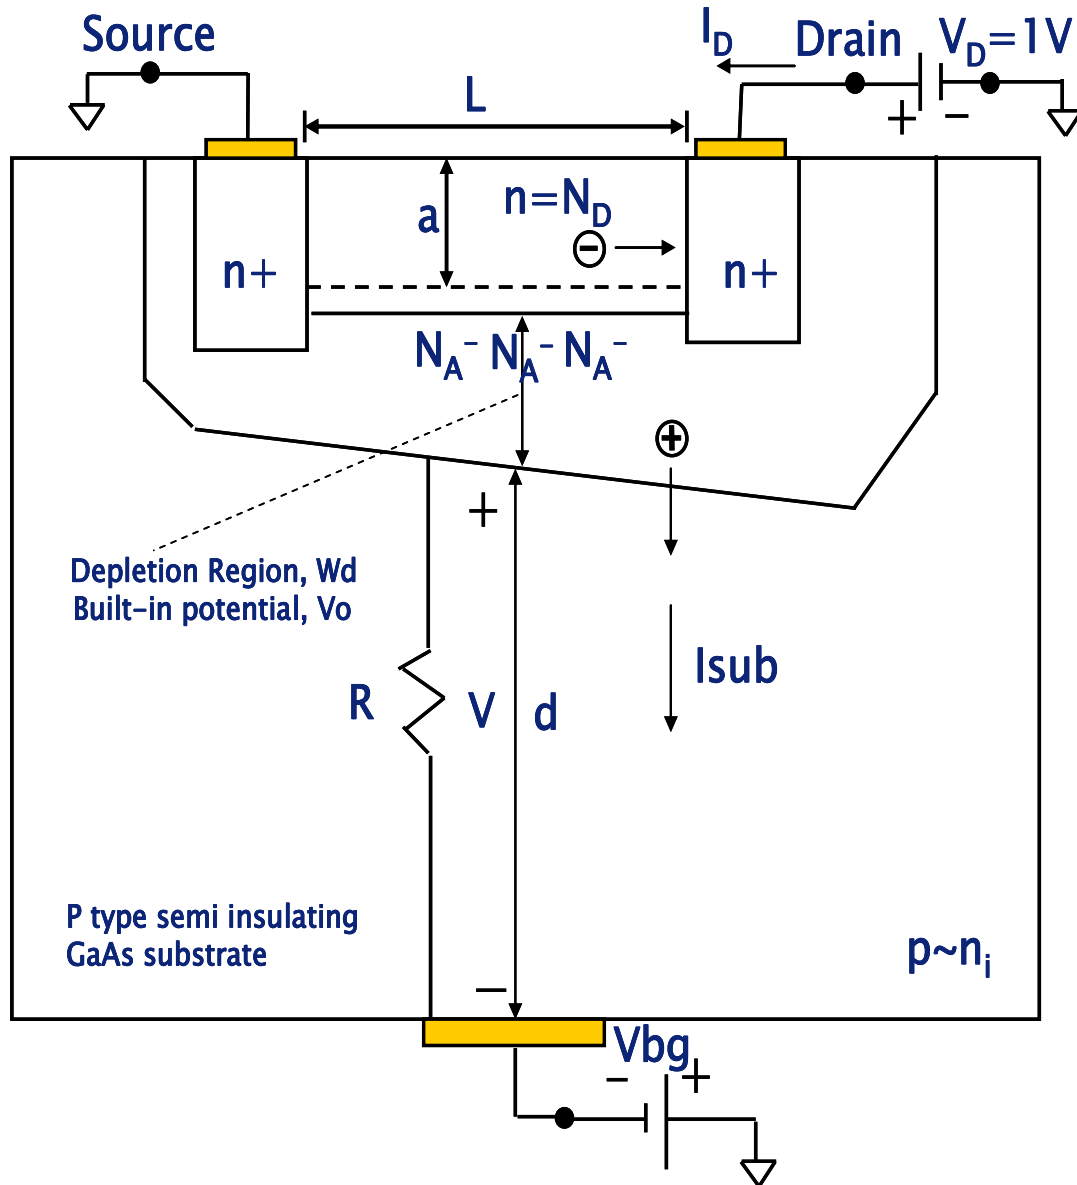 Source
I_D
Drain
V_D=1V
+
−
L
a
n=N_D
−
n+
n+
N_A⁻ N_A⁻ N_A⁻
+
+
Depletion Region, Wd
Built-in potential, Vo
R
V
d
Isub
P type semi insulating
GaAs substrate
p~n_i
−
Vbg
−
+